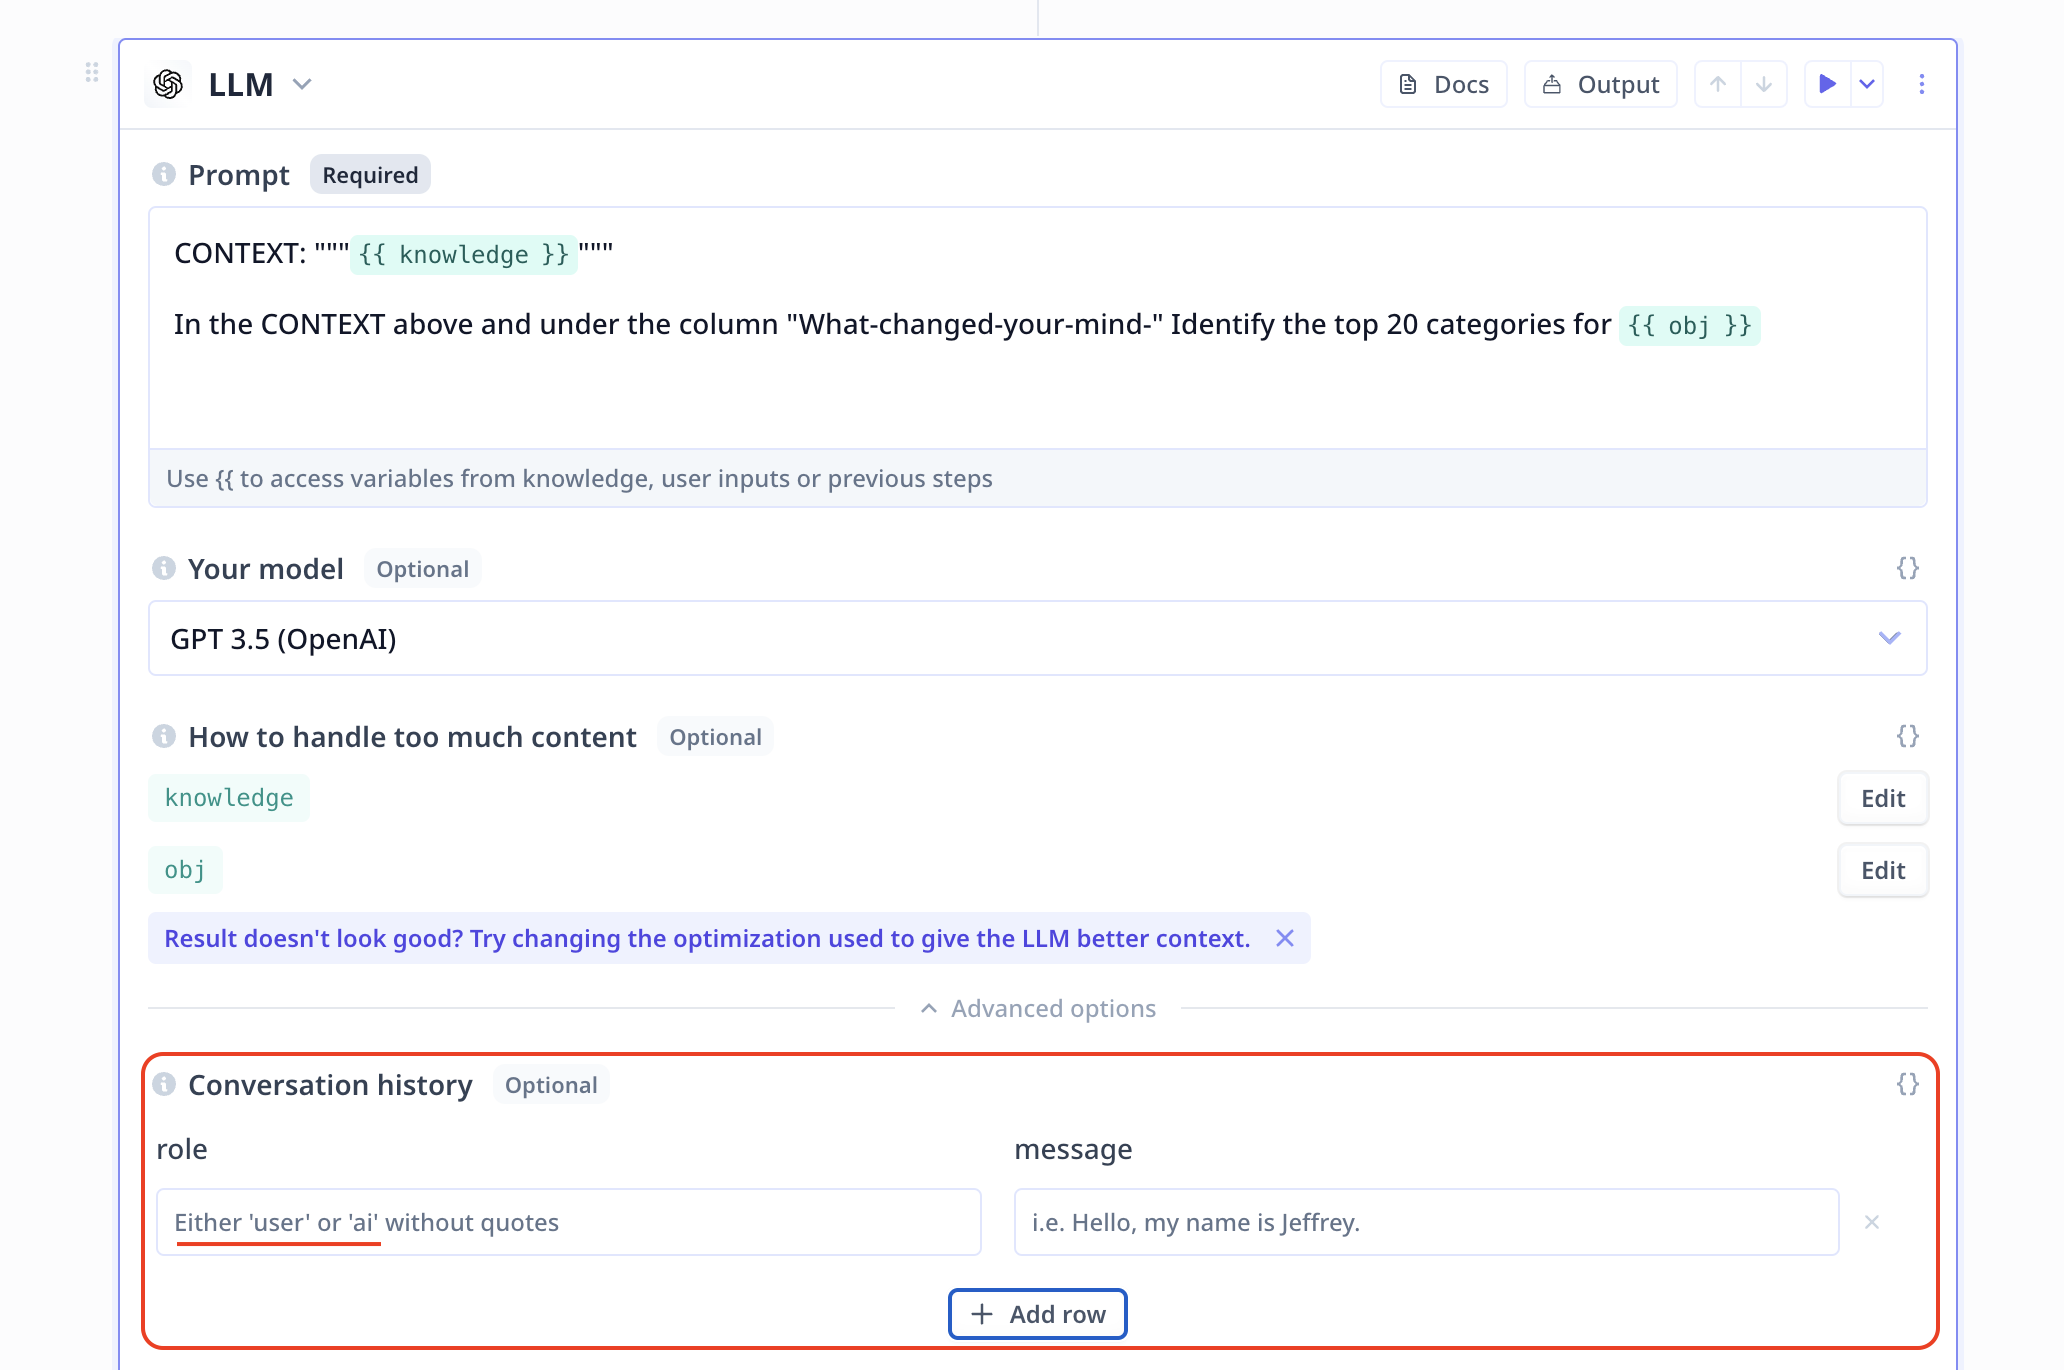 LLM
Docs
Output
Prompt Required
CONTEXT: """{{ knowledge }}"""
In the CONTEXT above and under the column "What-changed-your-mind-" Identify the top 20 categories for {{ obj }}
Use {{ to access variables from knowledge, user inputs or previous steps
Your model Optional
{}
GPT 3.5 (OpenAI)
How to handle too much content Optional
{}
knowledge
Edit
obj
Edit
Result doesn't look good? Try changing the optimization used to give the LLM better context.
Advanced options
Conversation history Optional
{}
role
message
Either 'user' or 'ai' without quotes
i.e. Hello, my name is Jeffrey.
Add row